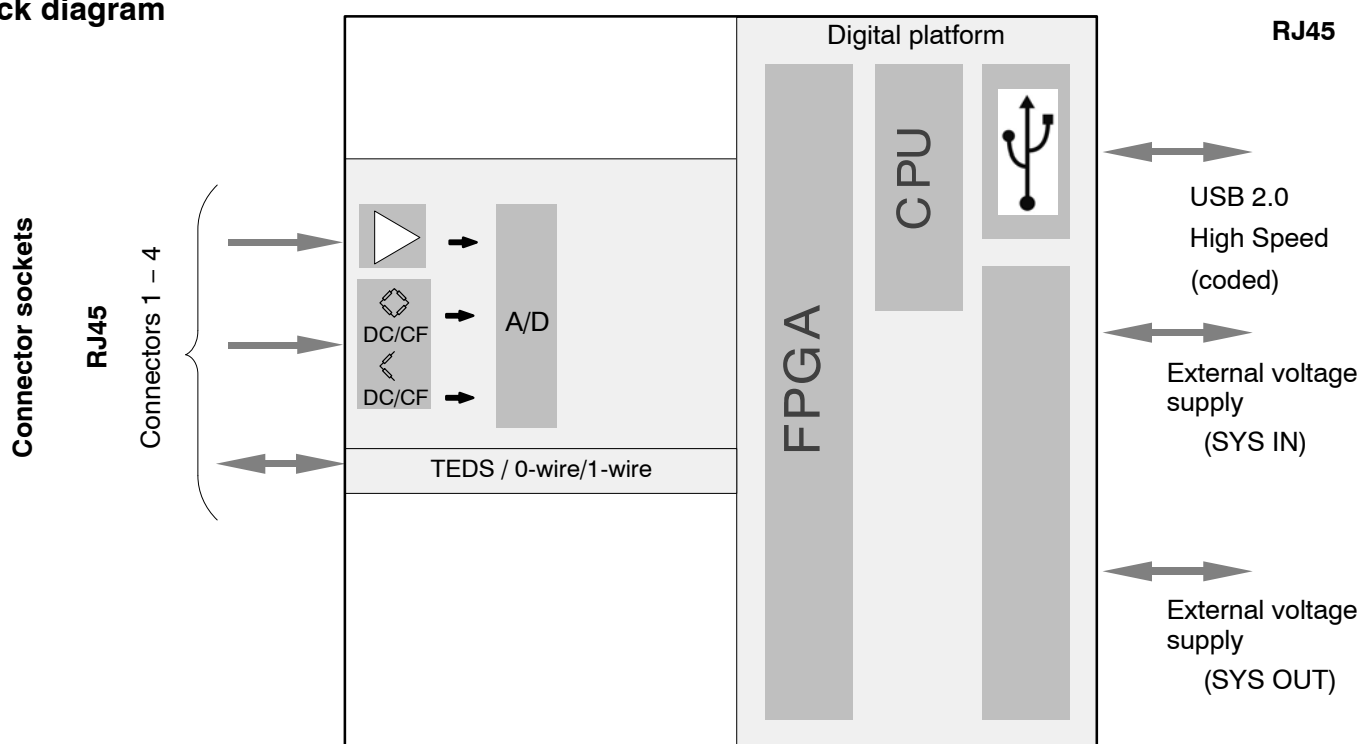 ck diagram
Digital platform
RJ45
Connector sockets
RJ45
Connectors 1 – 4
DC/CF
DC/CF
A/D
TEDS / 0-wire/1-wire
FPGA
CPU
USB 2.0
High Speed
(coded)
External voltage
supply
(SYS IN)
External voltage
supply
(SYS OUT)